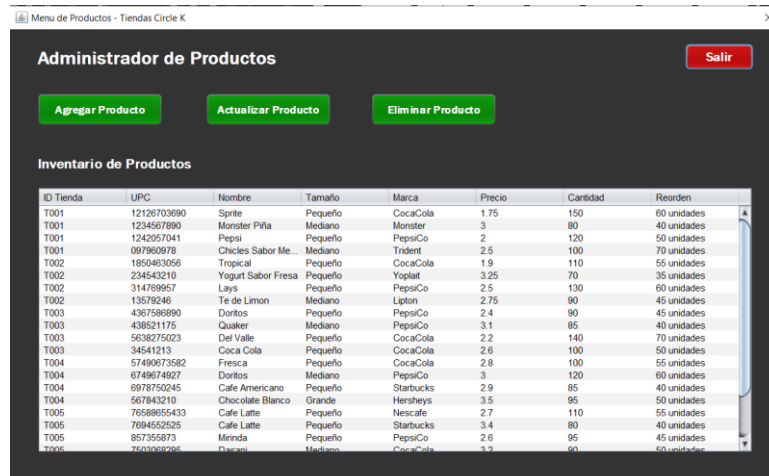 Menu de Productos - Tiendas Circle K
Administrador de Productos
Salir
Agregar Producto Actualizar Producto Eliminar Producto
Inventario de Productos
ID Tienda UPC Nombre Tamaño Marca Precio Cantidad Reorden
T001 12126703690 Sprite Pequeño CocaCola 1.75 150 60 unidades
T001 1234567890 Monster Piña Mediano Monster 3 80 40 unidades
T001 1242057041 Pepsi Pequeño PepsiCo 2 120 50 unidades
T001 097960978 Chicles Sabor Me... Mediano Trident 2.5 100 70 unidades
T002 1850463056 Tropical Pequeño CocaCola 1.9 110 55 unidades
T002 234543210 Yogurt Sabor Fresa Pequeño Yoplait 3.25 70 35 unidades
T002 314769957 Lays Pequeño PepsiCo 2.5 130 60 unidades
T002 13579246 Te de Limon Mediano Lipton 2.75 90 45 unidades
T003 4367586890 Doritos Pequeño PepsiCo 2.4 90 45 unidades
T003 438521175 Quaker Mediano PepsiCo 3.1 85 40 unidades
T003 5638275023 Del Valle Pequeño CocaCola 2.2 140 70 unidades
T003 34541213 Coca Cola Pequeño CocaCola 2.6 100 50 unidades
T004 57490673582 Fresca Pequeño CocaCola 2.8 100 55 unidades
T004 6749674927 Doritos Mediano PepsiCo 3 120 60 unidades
T004 6978750245 Cafe Americano Pequeño Starbucks 2.9 85 40 unidades
T004 567843210 Chocolate Blanco Grande Hersheys 3.5 95 50 unidades
T005 76588655433 Cafe Latte Pequeño Nescafe 2.7 110 55 unidades
T005 7694552525 Cafe Latte Pequeño Starbucks 3.4 80 40 unidades
T005 857355873 Mirinda Pequeño PepsiCo 2.6 95 45 unidades
T005 7503068295 Dasani Mediano CocaCola 3.2 90 50 unidades